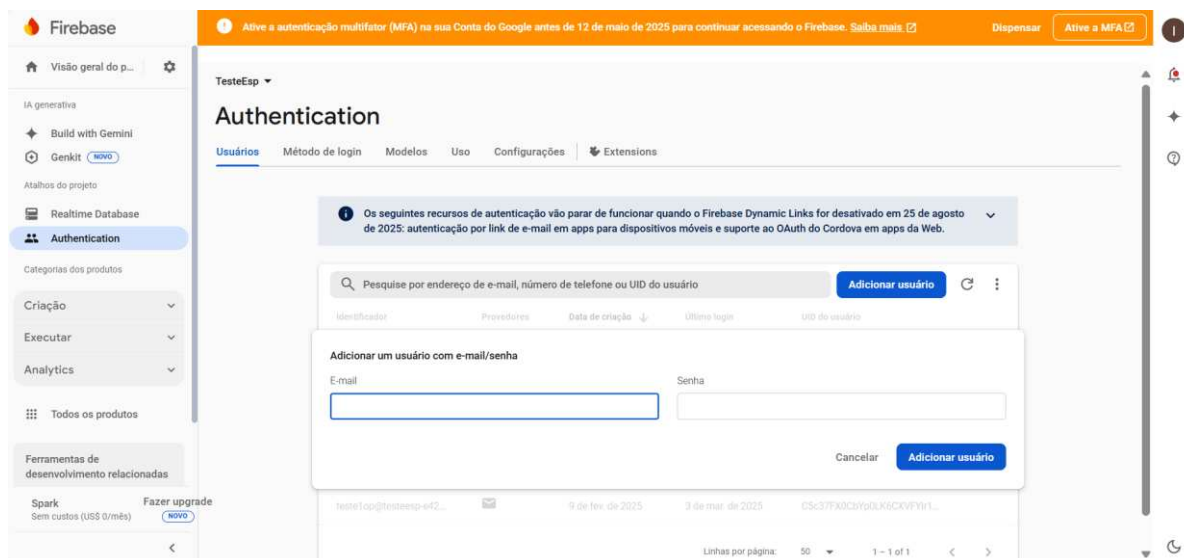 Firebase
Ative a autenticação multifator (MFA) na sua Conta do Google antes de 12 de maio de 2025 para continuar acessando o Firebase. Saiba mais
Dispensar
Ative a MFA
I
Visão geral do p...
IA generativa
Build with Gemini
Genkit NOVO
Atalhos do projeto
Realtime Database
Authentication
Categorias dos produtos
Criação
Executar
Analytics
Todos os produtos
Ferramentas de
desenvolvimento relacionadas
Spark
Sem custos (US$ 0/mês)
Fazer upgrade
NOVO
TesteEsp
Authentication
Usuários Método de login Modelos Uso Configurações Extensions
Os seguintes recursos de autenticação vão parar de funcionar quando o Firebase Dynamic Links for desativado em 25 de agosto
de 2025: autenticação por link de e-mail em apps para dispositivos móveis e suporte ao OAuth do Cordova em apps da Web.
Pesquise por endereço de e-mail, número de telefone ou UID do usuário
Adicionar usuário
Identificador Provedores Data de criação Último login UID do usuário
Adicionar um usuário com e-mail/senha
E-mail Senha
Cancelar Adicionar usuário
9 de fev. de 2025 3 de mar. de 2025
Linhas por página: 50 1 – 1 of 1